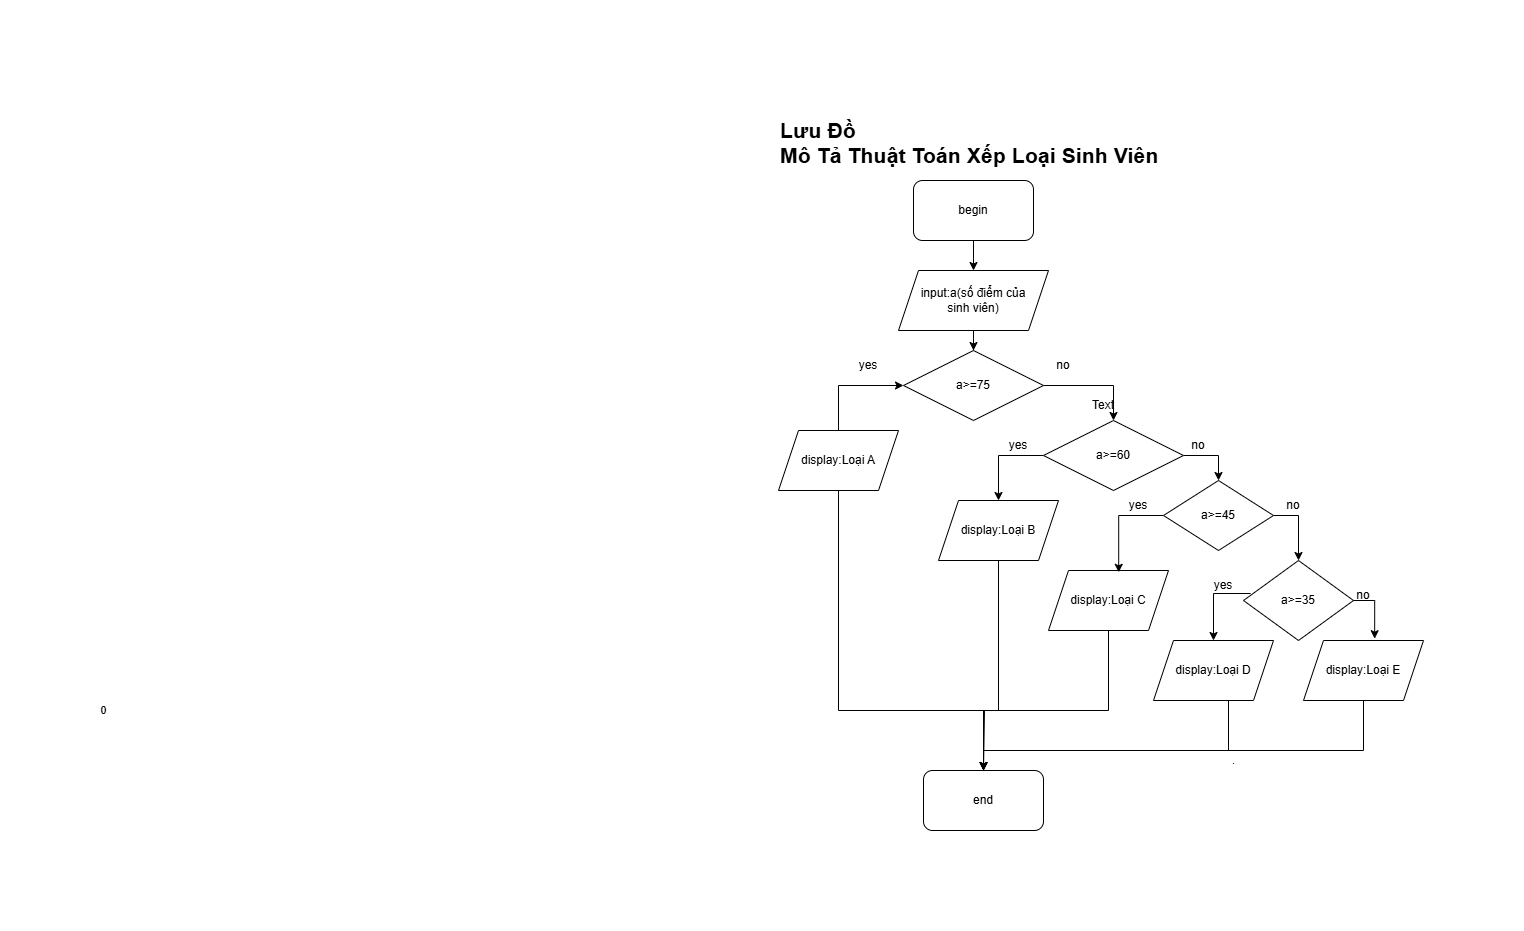 Lưu Đồ
Mô Tả Thuật Toán Xếp Loại Sinh Viên
begin
input:a(số điểm của
sinh viên)
yes
no
a>=75
Text
yes
no
a>=60
display:Loại A
yes
no
a>=45
display:Loại B
yes
no
a>=35
display:Loại C
display:Loại D
display:Loại E
0
.
end